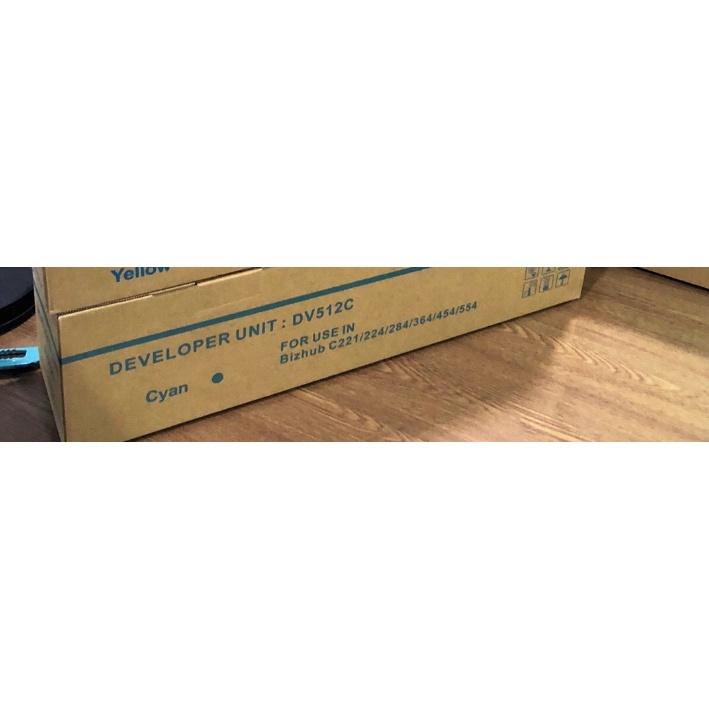 Yellow
DEVELOPER UNIT : DV512C
FOR USE IN
Bizhub C221/224/284/364/454/554
Cyan